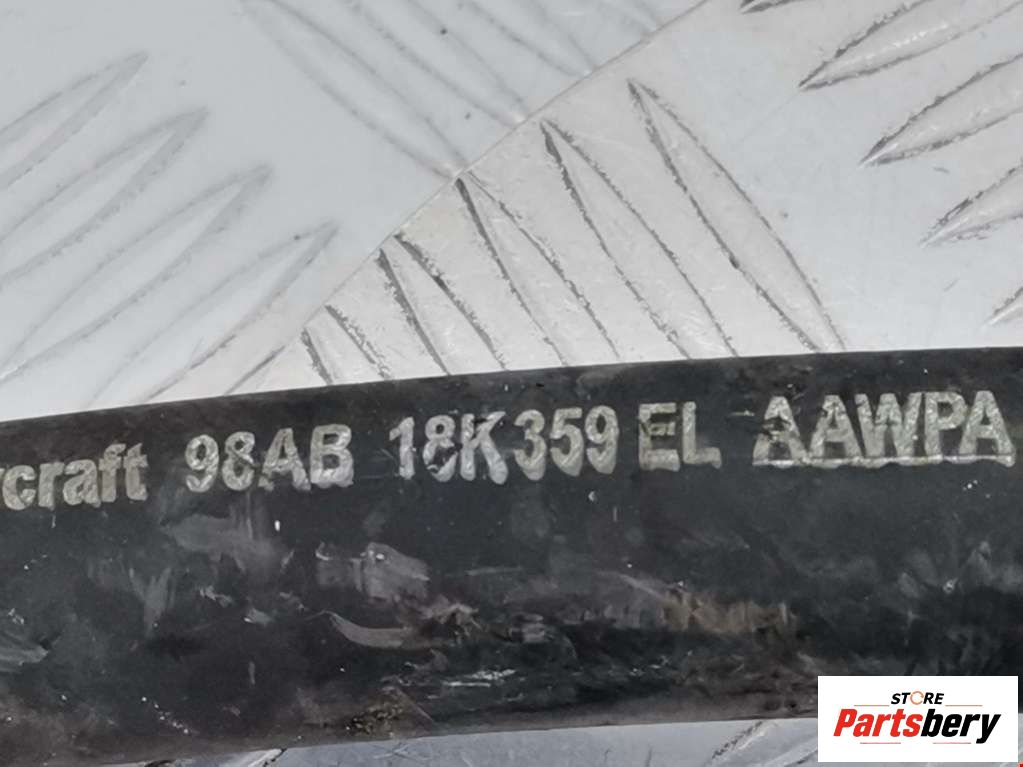 rcraft 98AB 18K359 EL AAWPA
STORE
Partsbery